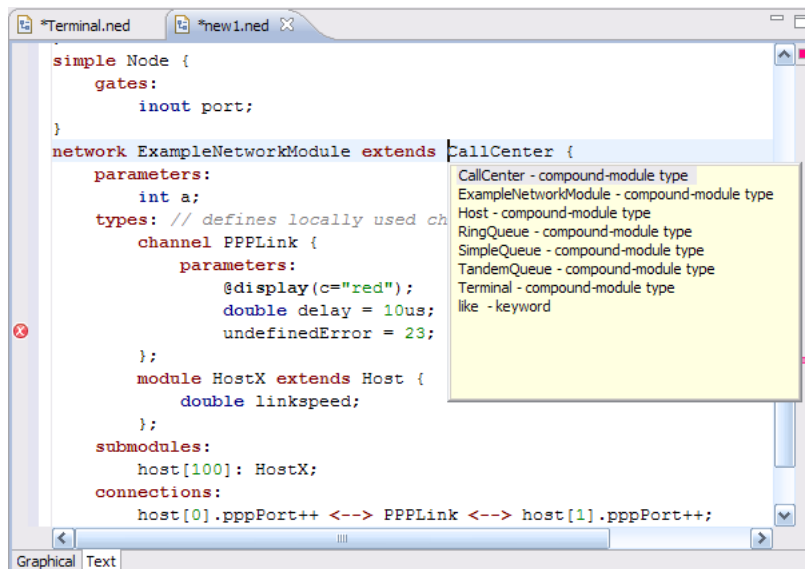 *Terminal.ned
*new1.ned
simple Node {
gates:
inout port;
}
network ExampleNetworkModule extends CallCenter {
parameters:
int a;
types: // defines locally used ch
channel PPPLink {
parameters:
@display(c="red");
double delay = 10us;
undefinedError = 23;
};
module HostX extends Host {
double linkspeed;
};
submodules:
host[100]: HostX;
connections:
host[0].pppPort++ <--> PPPLink <--> host[1].pppPort++;
CallCenter - compound-module type
ExampleNetworkModule - compound-module type
Host - compound-module type
RingQueue - compound-module type
SimpleQueue - compound-module type
TandemQueue - compound-module type
Terminal - compound-module type
like - keyword
Graphical Text